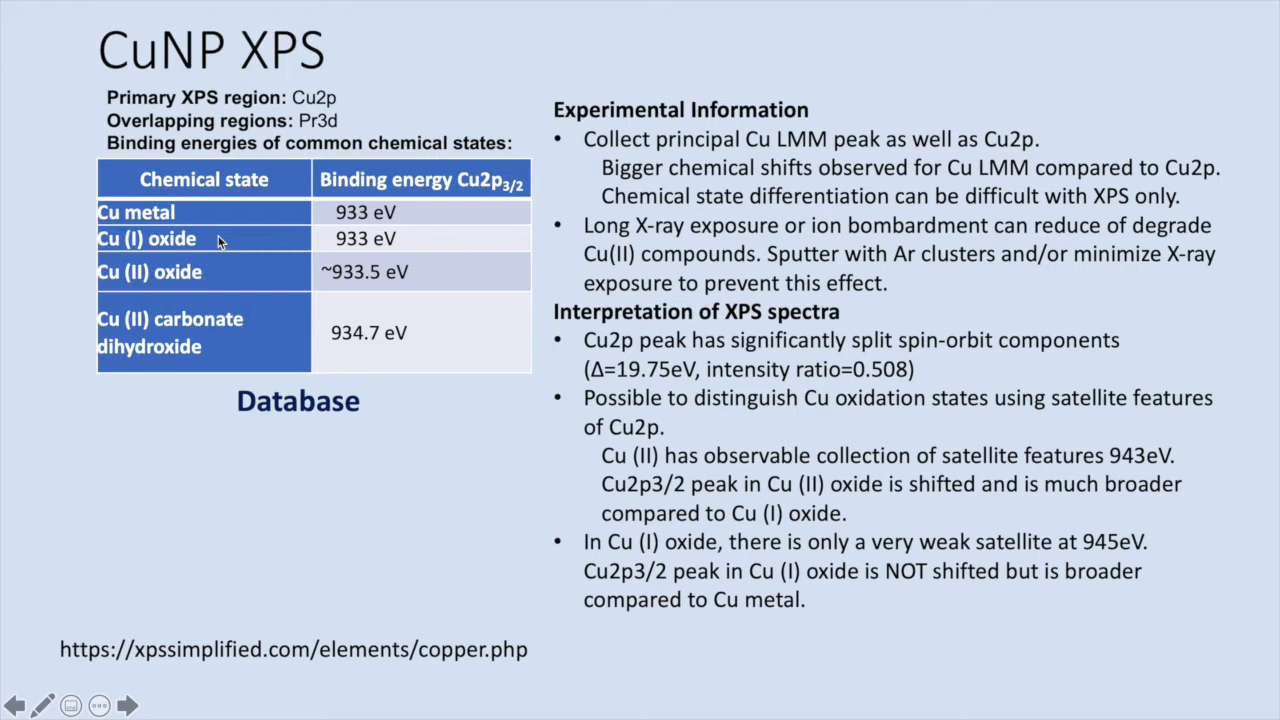 CuNP XPS
Primary XPS region: Cu2p
Overlapping regions: Pr3d
Binding energies of common chemical states:
Chemical state Binding energy Cu2p3/2
Cu metal 933 eV
Cu (I) oxide 933 eV
Cu (II) oxide ~933.5 eV
Cu (II) carbonate
dihydroxide 934.7 eV
Database
https://xpssimplified.com/elements/copper.php
Experimental Information
• Collect principal Cu LMM peak as well as Cu2p.
Bigger chemical shifts observed for Cu LMM compared to Cu2p.
Chemical state differentiation can be difficult with XPS only.
• Long X-ray exposure or ion bombardment can reduce of degrade
Cu(II) compounds. Sputter with Ar clusters and/or minimize X-ray
exposure to prevent this effect.
Interpretation of XPS spectra
• Cu2p peak has significantly split spin-orbit components
(Δ=19.75eV, intensity ratio=0.508)
• Possible to distinguish Cu oxidation states using satellite features
of Cu2p.
Cu (II) has observable collection of satellite features 943eV.
Cu2p3/2 peak in Cu (II) oxide is shifted and is much broader
compared to Cu (I) oxide.
• In Cu (I) oxide, there is only a very weak satellite at 945eV.
Cu2p3/2 peak in Cu (I) oxide is NOT shifted but is broader
compared to Cu metal.